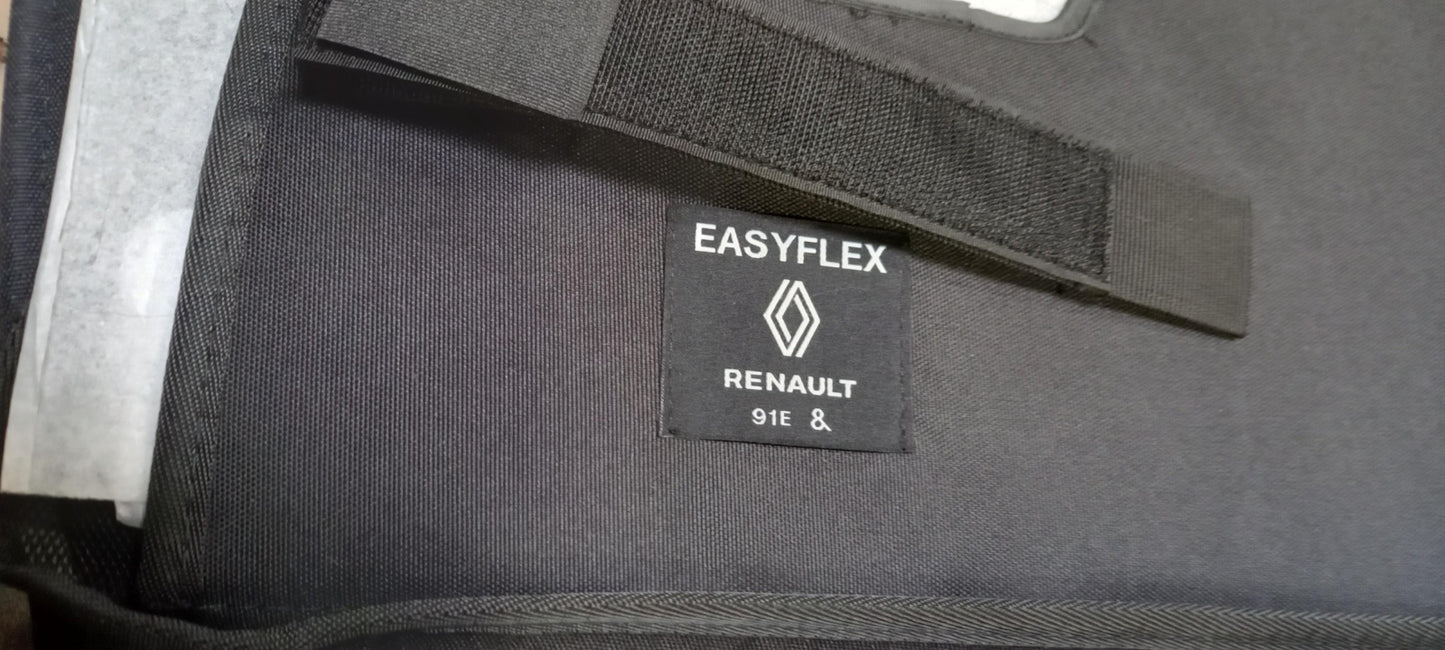 EASYFLEX
RENAULT
91E &